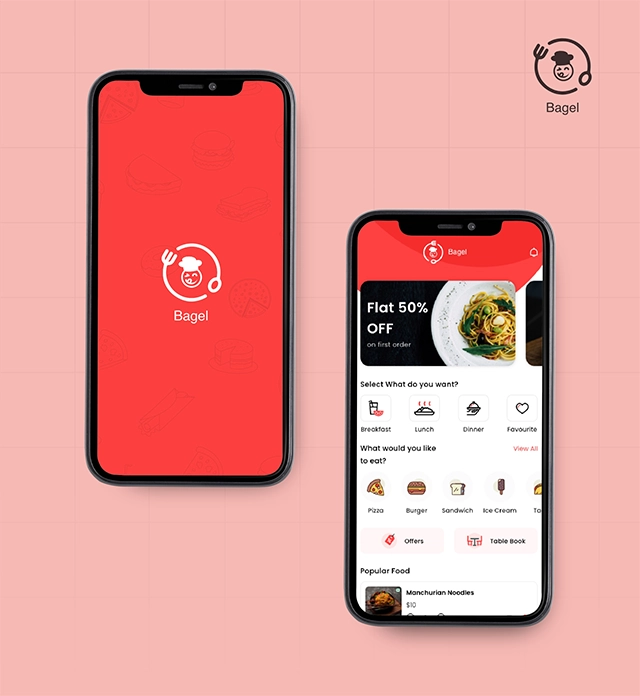 Bagel
Bagel
Bagel
Flat 50%
OFF
on first order
Select What do you want?
Breakfast
Lunch
Dinner
Favourite
What would you like
to eat?
View All
Pizza
Burger
Sandwich
Ice Cream
Offers
Table Book
Popular Food
Manchurian Noodles
$10